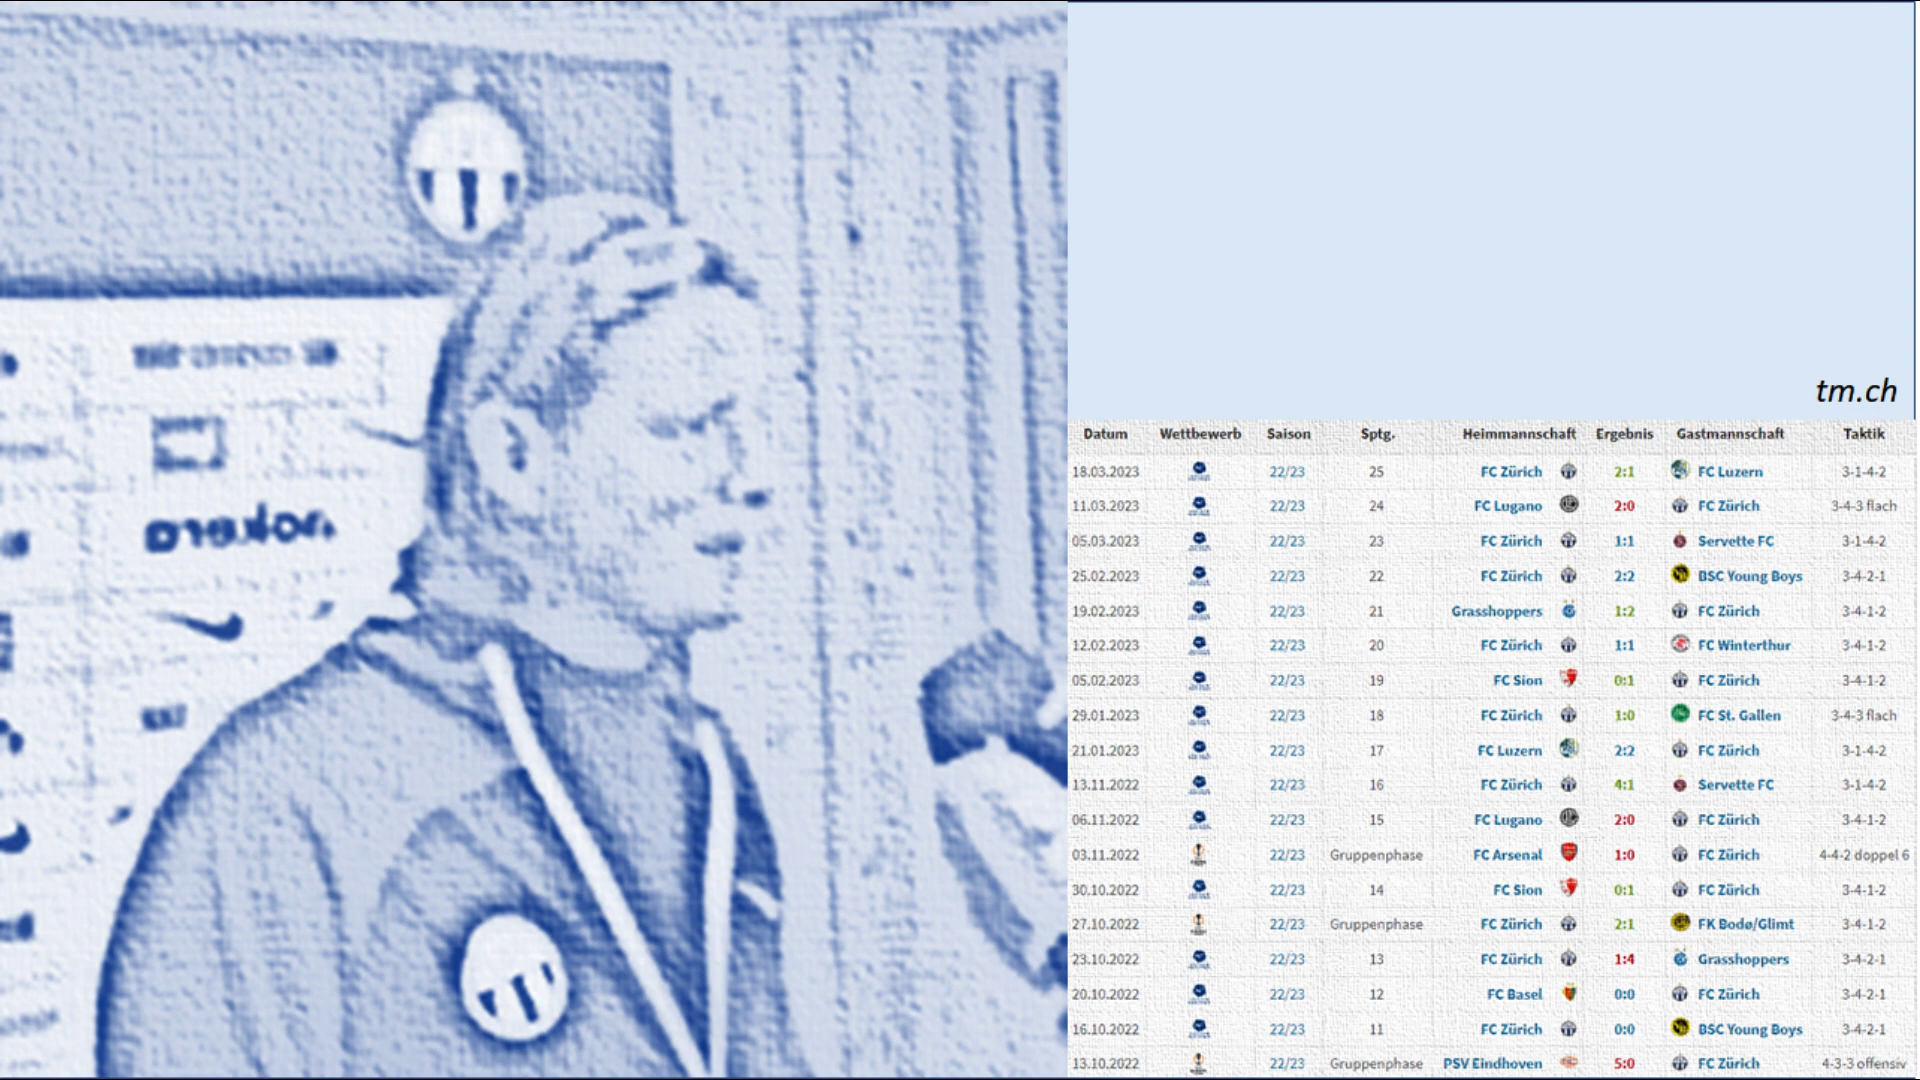 tm.ch
Datum Wettbewerb Saison Sptg. Heimmannschaft Ergebnis Gastmannschaft Taktik
18.03.2023 22/23 25 FC Zürich 2:1 FC Luzern 3-1-4-2
11.03.2023 22/23 24 FC Lugano 2:0 FC Zürich 3-4-3 flach
05.03.2023 22/23 23 FC Zürich 1:1 Servette FC 3-1-4-2
25.02.2023 22/23 22 FC Zürich 2:2 BSC Young Boys 3-4-2-1
19.02.2023 22/23 21 Grasshoppers 1:2 FC Zürich 3-4-1-2
12.02.2023 22/23 20 FC Zürich 1:1 FC Winterthur 3-4-1-2
05.02.2023 22/23 19 FC Sion 0:1 FC Zürich 3-4-1-2
29.01.2023 22/23 18 FC Zürich 1:0 FC St. Gallen 3-4-3 flach
21.01.2023 22/23 17 FC Luzern 2:2 FC Zürich 3-1-4-2
13.11.2022 22/23 16 FC Zürich 4:1 Servette FC 3-1-4-2
06.11.2022 22/23 15 FC Lugano 2:0 FC Zürich 3-4-1-2
03.11.2022 22/23 Gruppenphase FC Arsenal 1:0 FC Zürich 4-4-2 doppel 6
30.10.2022 22/23 14 FC Sion 0:1 FC Zürich 3-4-1-2
27.10.2022 22/23 Gruppenphase FC Zürich 2:1 FK Bodø/Glimt 3-4-1-2
23.10.2022 22/23 13 FC Zürich 1:4 Grasshoppers 3-4-2-1
20.10.2022 22/23 12 FC Basel 0:0 FC Zürich 3-4-2-1
16.10.2022 22/23 11 FC Zürich 0:0 BSC Young Boys 3-4-2-1
13.10.2022 22/23 Gruppenphase PSV Eindhoven 5:0 FC Zürich 4-3-3 offensiv